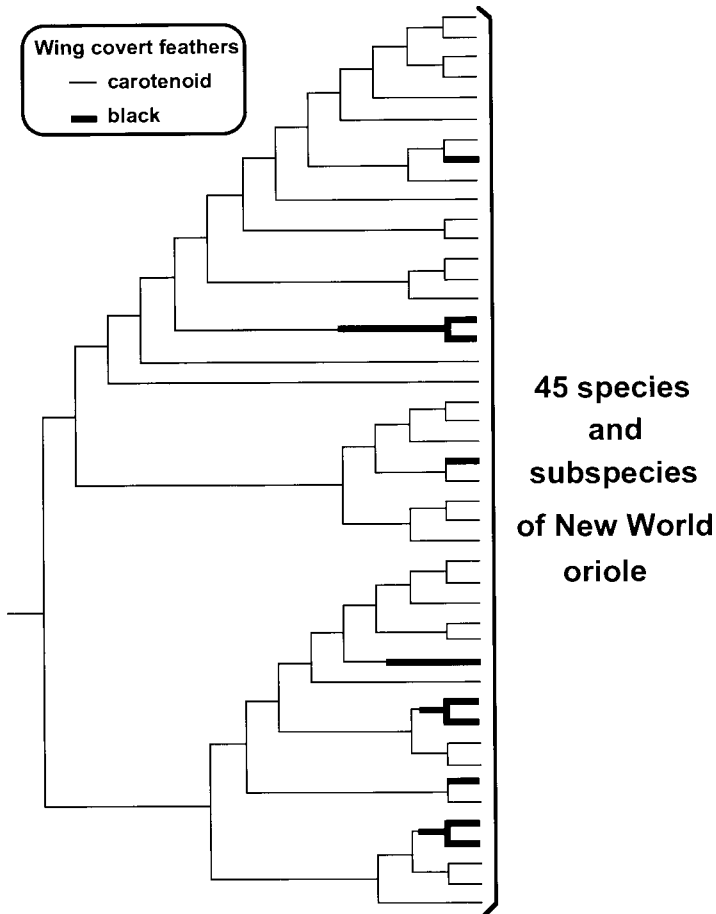 Wing covert feathers
carotenoid
black
45 species
and
subspecies
of New World
oriole